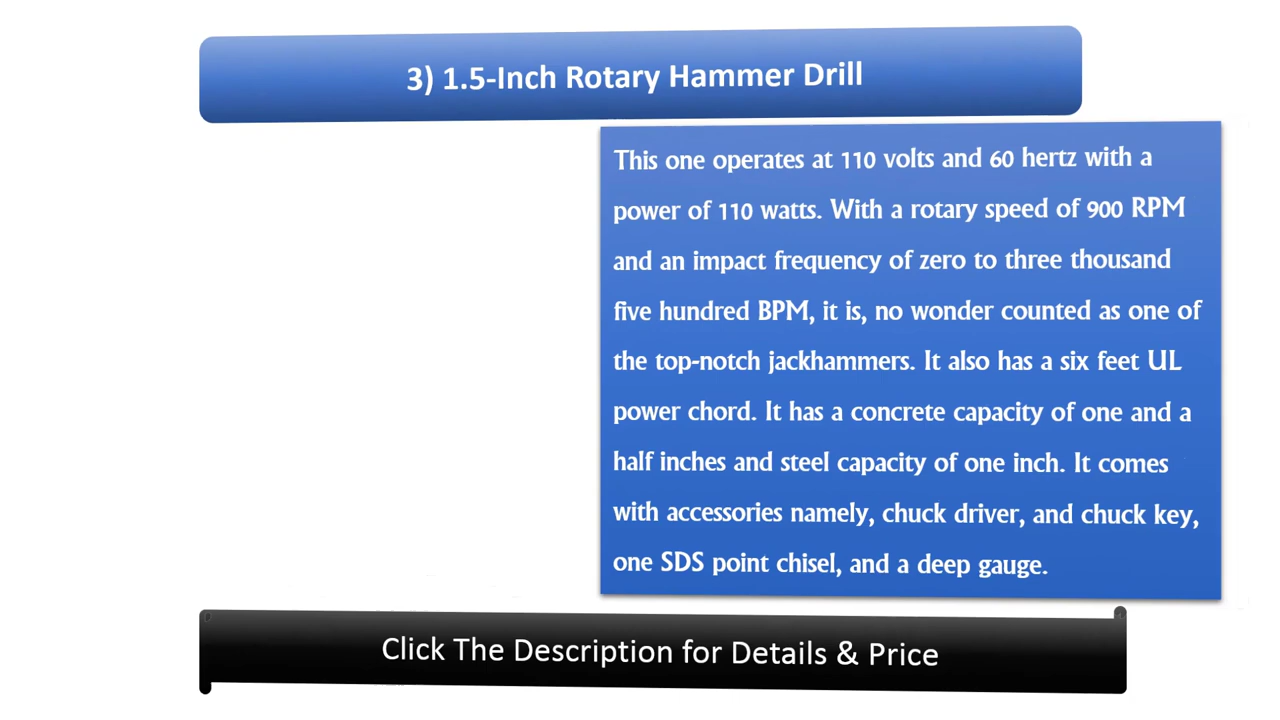 3) 1.5-Inch Rotary Hammer Drill
This one operates at 110 volts and 60 hertz with a
power of 110 watts. With a rotary speed of 900 RPM
and an impact frequency of zero to three thousand
five hundred BPM, it is, no wonder counted as one of
the top-notch jackhammers. It also has a six feet UL
power chord. It has a concrete capacity of one and a
half inches and steel capacity of one inch. It comes
with accessories namely, chuck driver, and chuck key,
one SDS point chisel, and a deep gauge.
Click The Description for Details & Price